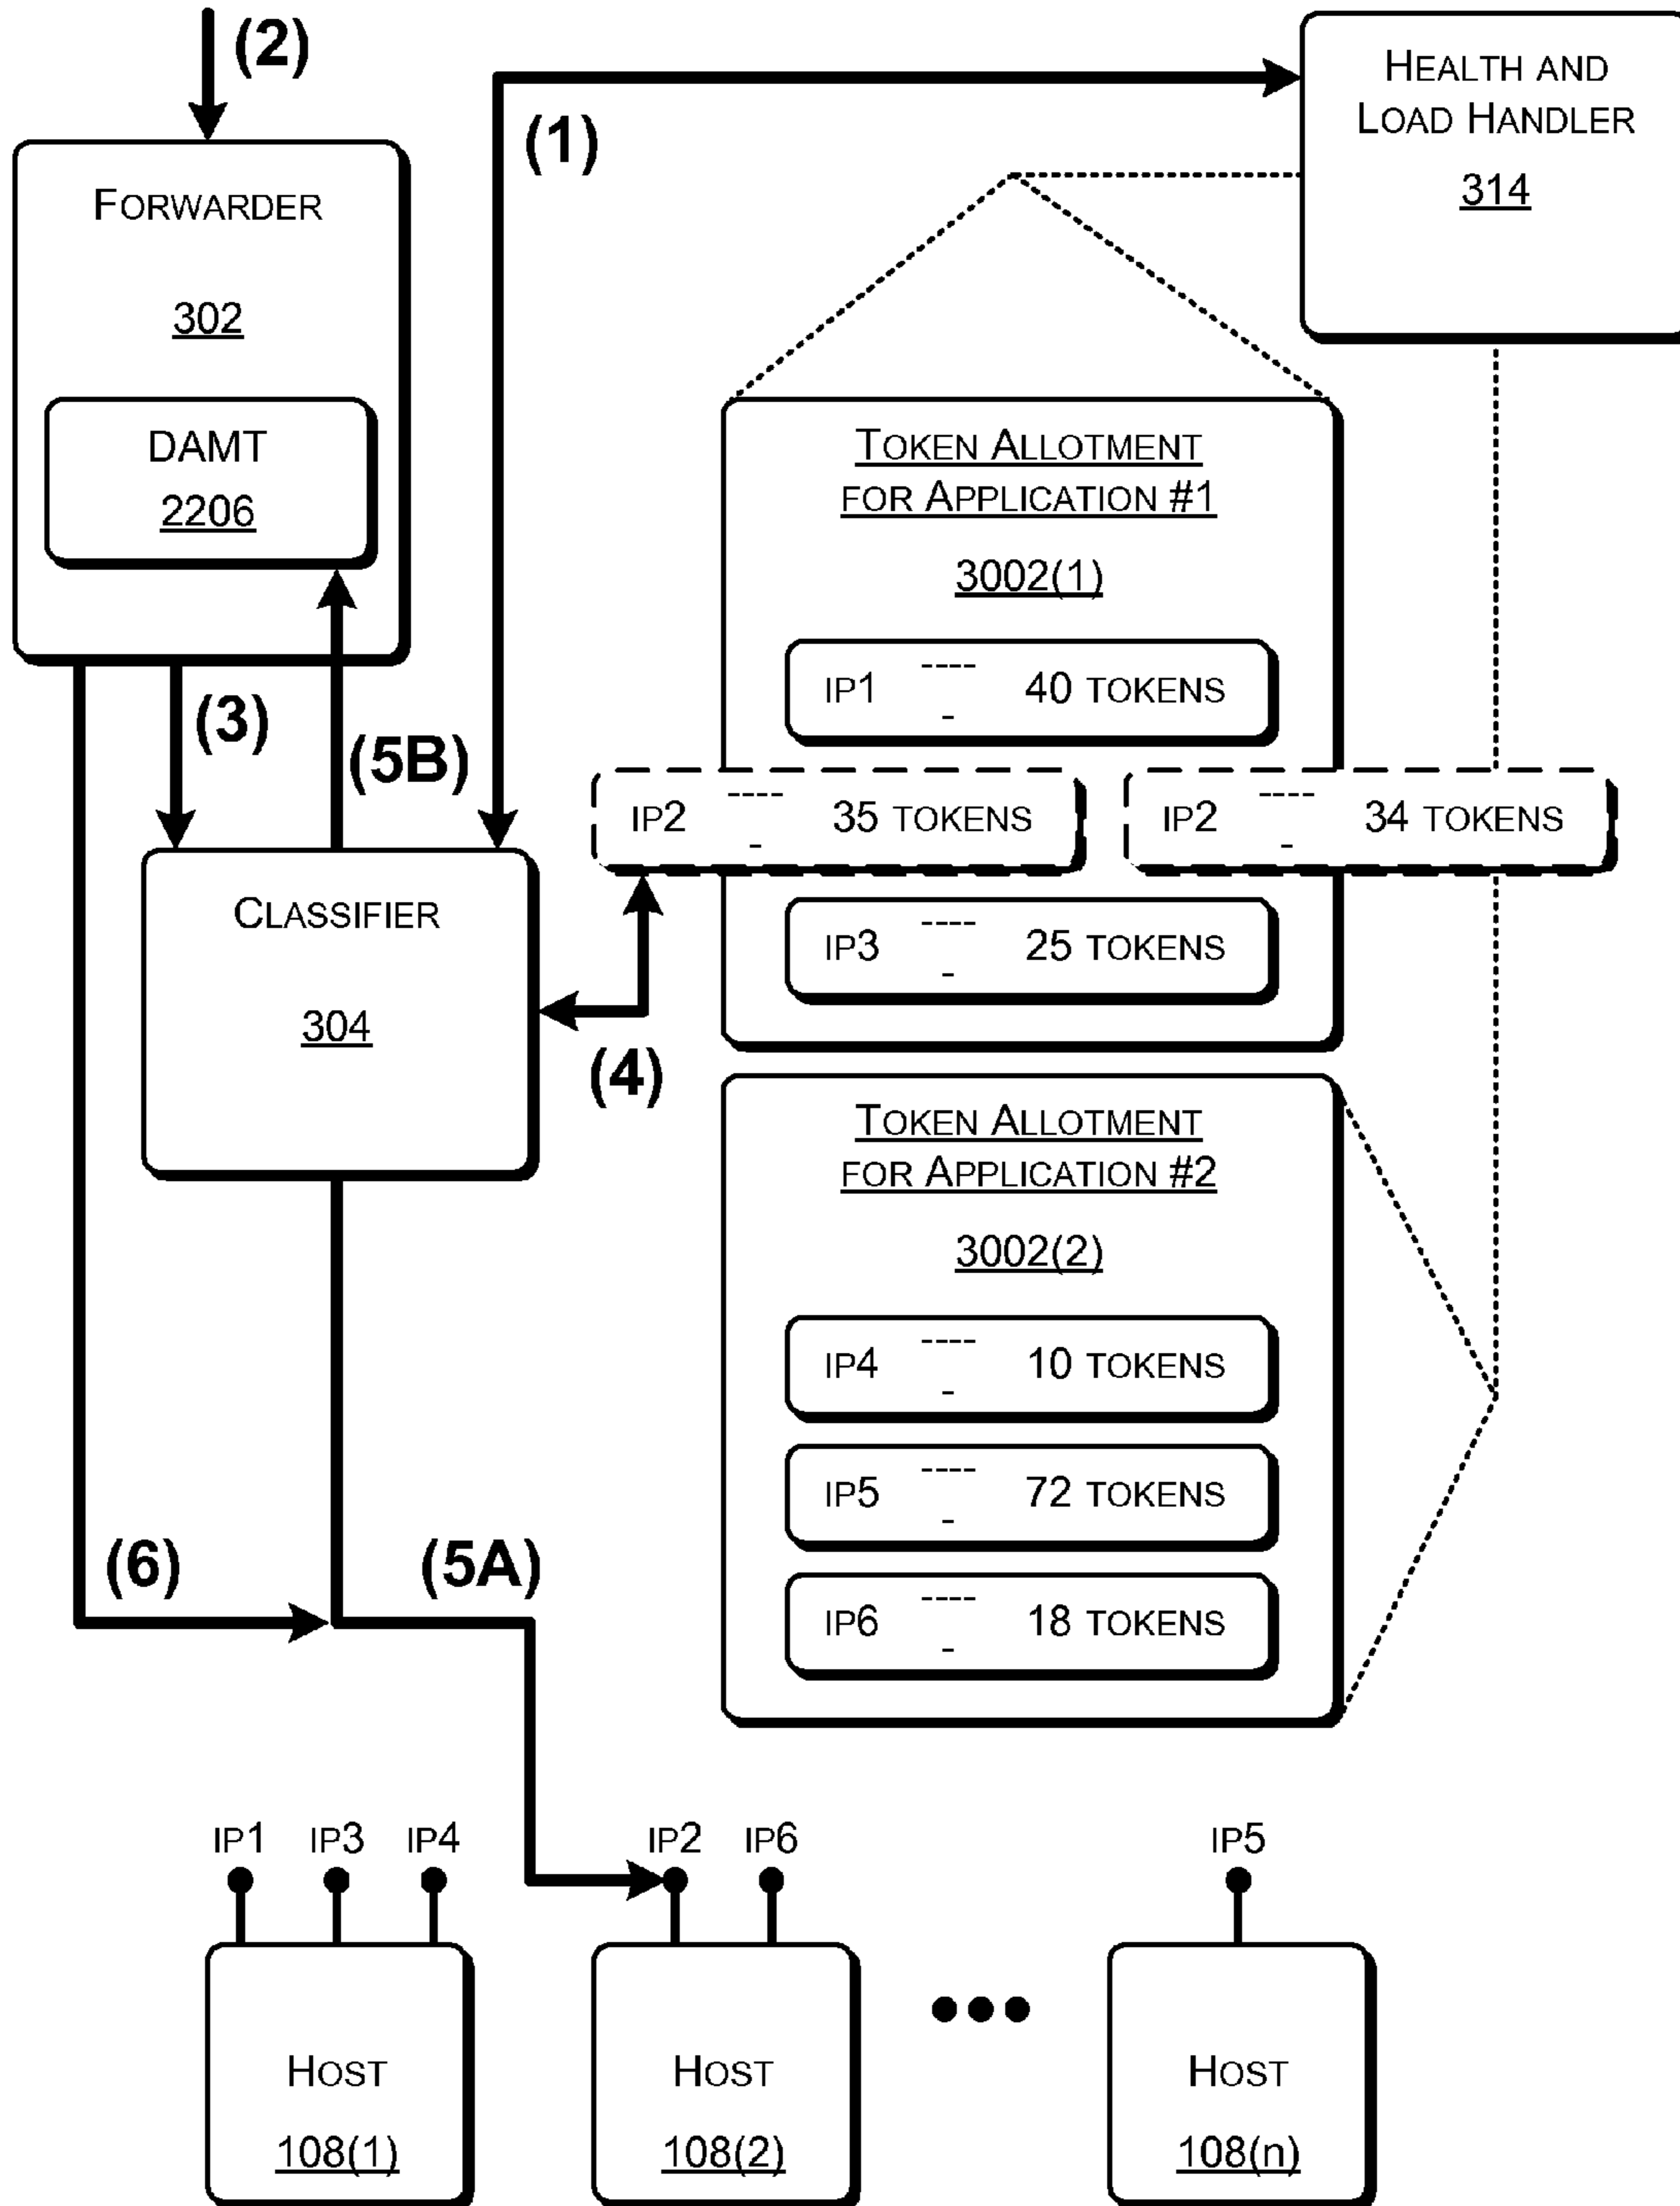 (2)
(1)
HEALTH AND
LOAD HANDLER
314
FORWARDER
302
DAMT
2206
TOKEN ALLOTMENT
FOR APPLICATION #1
3002(1)
IP1 ----- 40 TOKENS
(3)
(5B)
IP2 ----- 35 TOKENS
IP2 ----- 34 TOKENS
CLASSIFIER
304
IP3 ----- 25 TOKENS
(4)
TOKEN ALLOTMENT
FOR APPLICATION #2
3002(2)
IP4 ----- 10 TOKENS
IP5 ----- 72 TOKENS
(6)
(5A)
IP6 ----- 18 TOKENS
IP1 IP3 IP4 IP2 IP6 IP5
HOST
108(1)
HOST
108(2)
HOST
108(n)